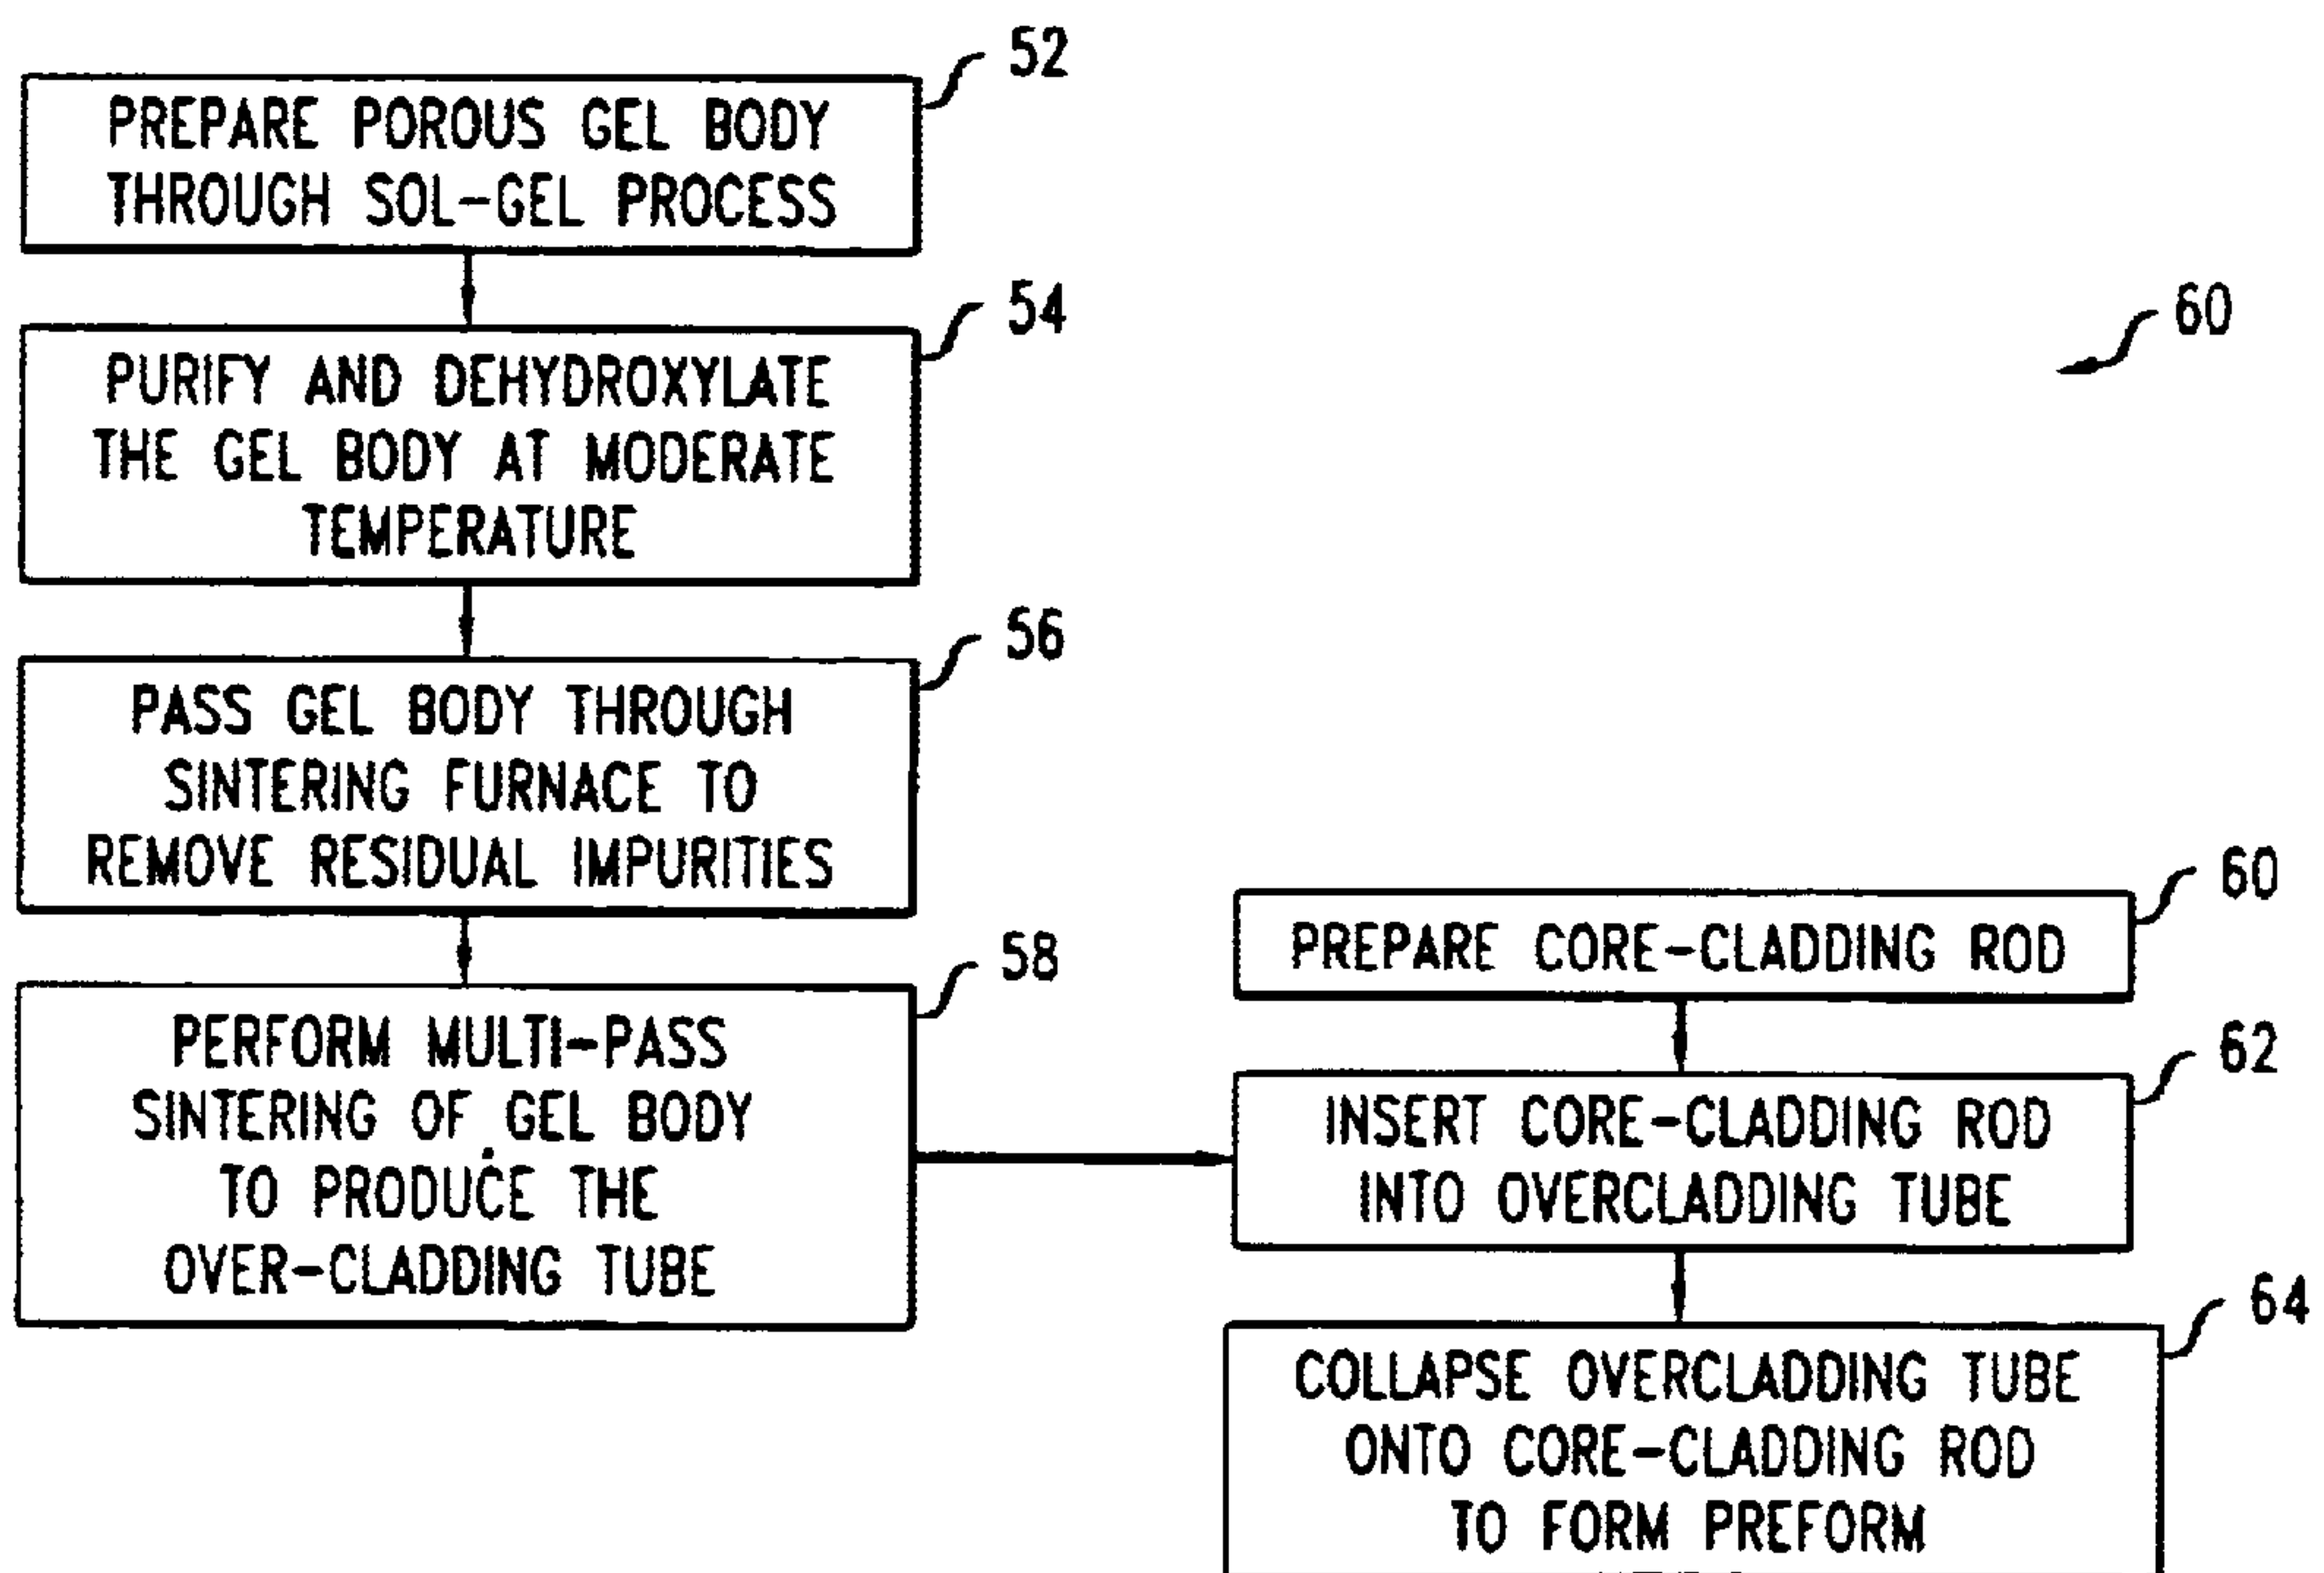 52
PREPARE POROUS GEL BODY
THROUGH SOL-GEL PROCESS
54
PURIFY AND DEHYDROXYLATE
THE GEL BODY AT MODERATE
TEMPERATURE
56
PASS GEL BODY THROUGH
SINTERING FURNACE TO
REMOVE RESIDUAL IMPURITIES
58
PERFORM MULTI-PASS
SINTERING OF GEL BODY
TO PRODUCE THE
OVER-CLADDING TUBE
60
60
PREPARE CORE-CLADDING ROD
62
INSERT CORE-CLADDING ROD
INTO OVERCLADDING TUBE
64
COLLAPSE OVERCLADDING TUBE
ONTO CORE-CLADDING ROD
TO FORM PREFORM